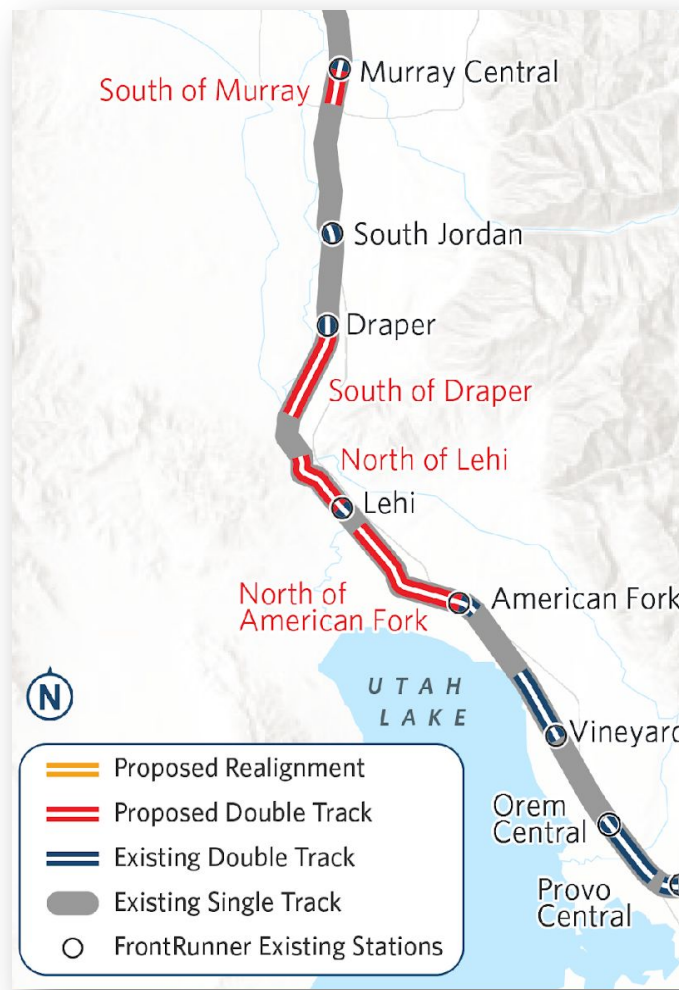 Murray Central
South of Murray
South Jordan
Draper
South of Draper
North of Lehi
Lehi
North of
American Fork
American Fork
UTAH
LAKE
N
Vineyard
Orem
Central
Provo
Central
Proposed Realignment
Proposed Double Track
Existing Double Track
Existing Single Track
FrontRunner Existing Stations